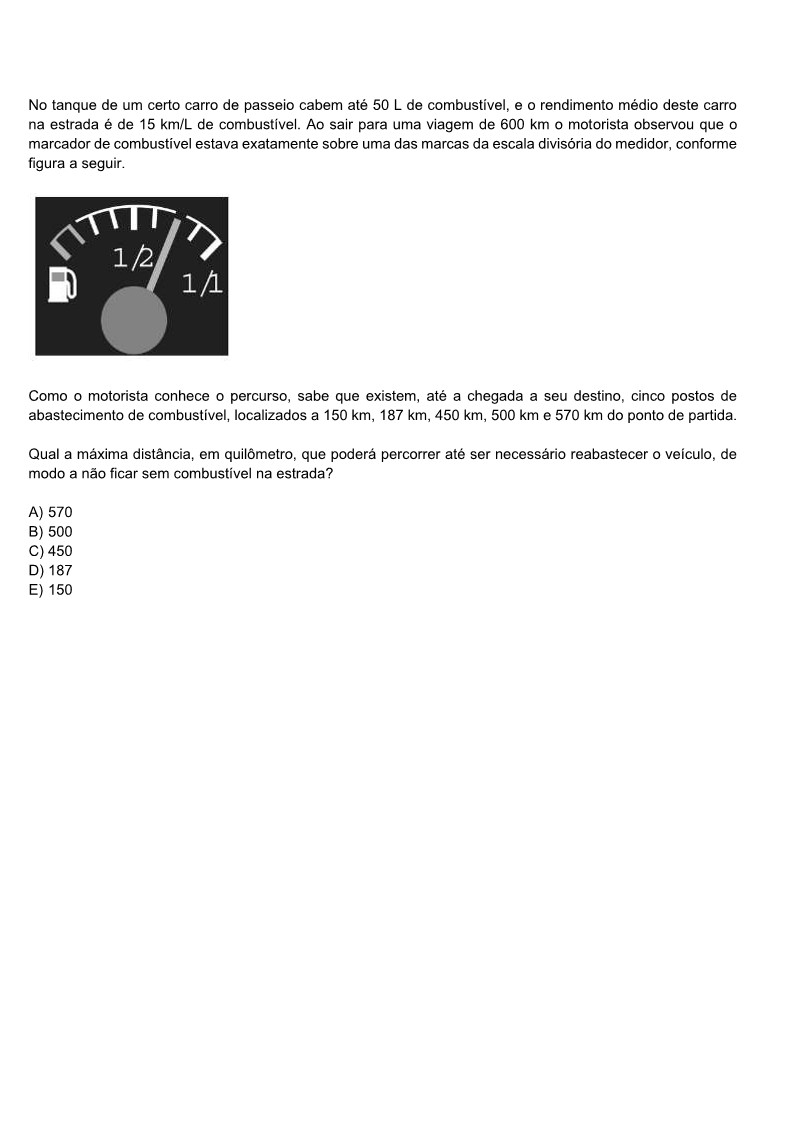 No tanque de um certo carro de passeio cabem até 50 L de combustível, e o rendimento médio deste carro
na estrada é de 15 km/L de combustível. Ao sair para uma viagem de 600 km o motorista observou que o
marcador de combustível estava exatamente sobre uma das marcas da escala divisória do medidor, conforme
figura a seguir.
1/2
1/1
Como o motorista conhece o percurso, sabe que existem, até a chegada a seu destino, cinco postos de
abastecimento de combustível, localizados a 150 km, 187 km, 450 km, 500 km e 570 km do ponto de partida.
Qual a máxima distância, em quilômetro, que poderá percorrer até ser necessário reabastecer o veículo, de
modo a não ficar sem combustível na estrada?
A) 570
B) 500
C) 450
D) 187
E) 150